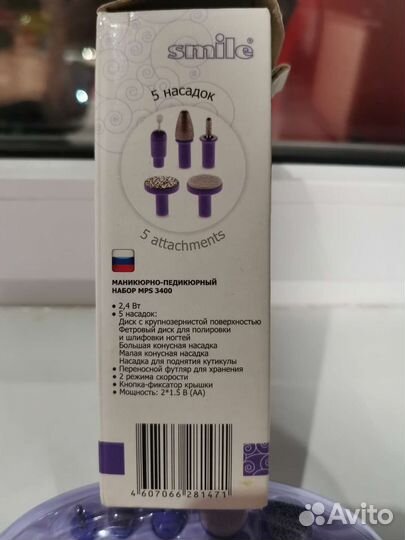 smile®
5 насадок
5 attachments
МАНИКЮРНО-ПЕДИКЮРНЫЙ
НАБОР MPS 3400
• 2,4 Вт
• 5 насадок:
Диск с крупнозернистой поверхностью
Фетровый диск для полировки
и шлифовки ногтей
Большая конусная насадка
Малая конусная насадка
Насадка для поднятия кутикулы
• Переносной футляр для хранения
• 2 режима скорости
• Кнопка-фиксатор крышки
• Мощность: 2*1.5 В (АА)
4 607066 281471
Avito